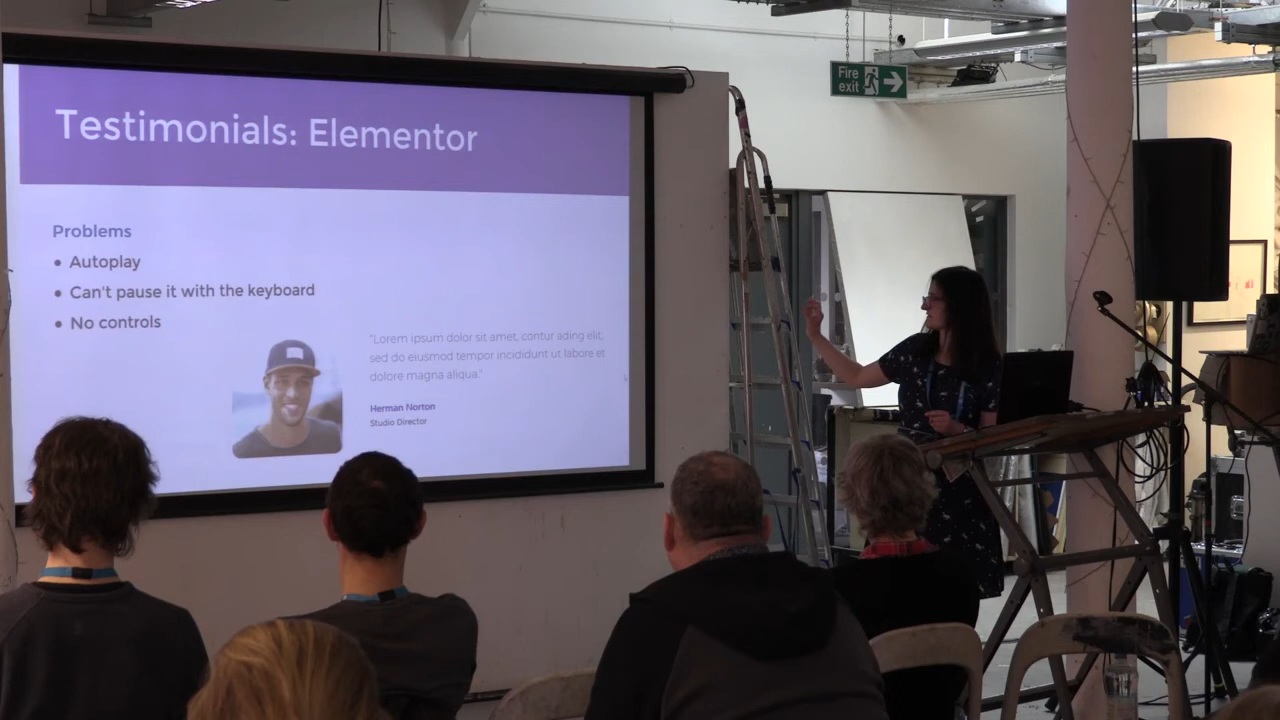 Testimonials: Elementor
Problems
• Autoplay
• Can't pause it with the keyboard
• No controls
"Lorem ipsum dolor sit amet, contur ading elit,
sed do eiusmod tempor incididunt ut labore et
dolore magna aliqua."
Herman Norton
Studio Director
Fire
exit